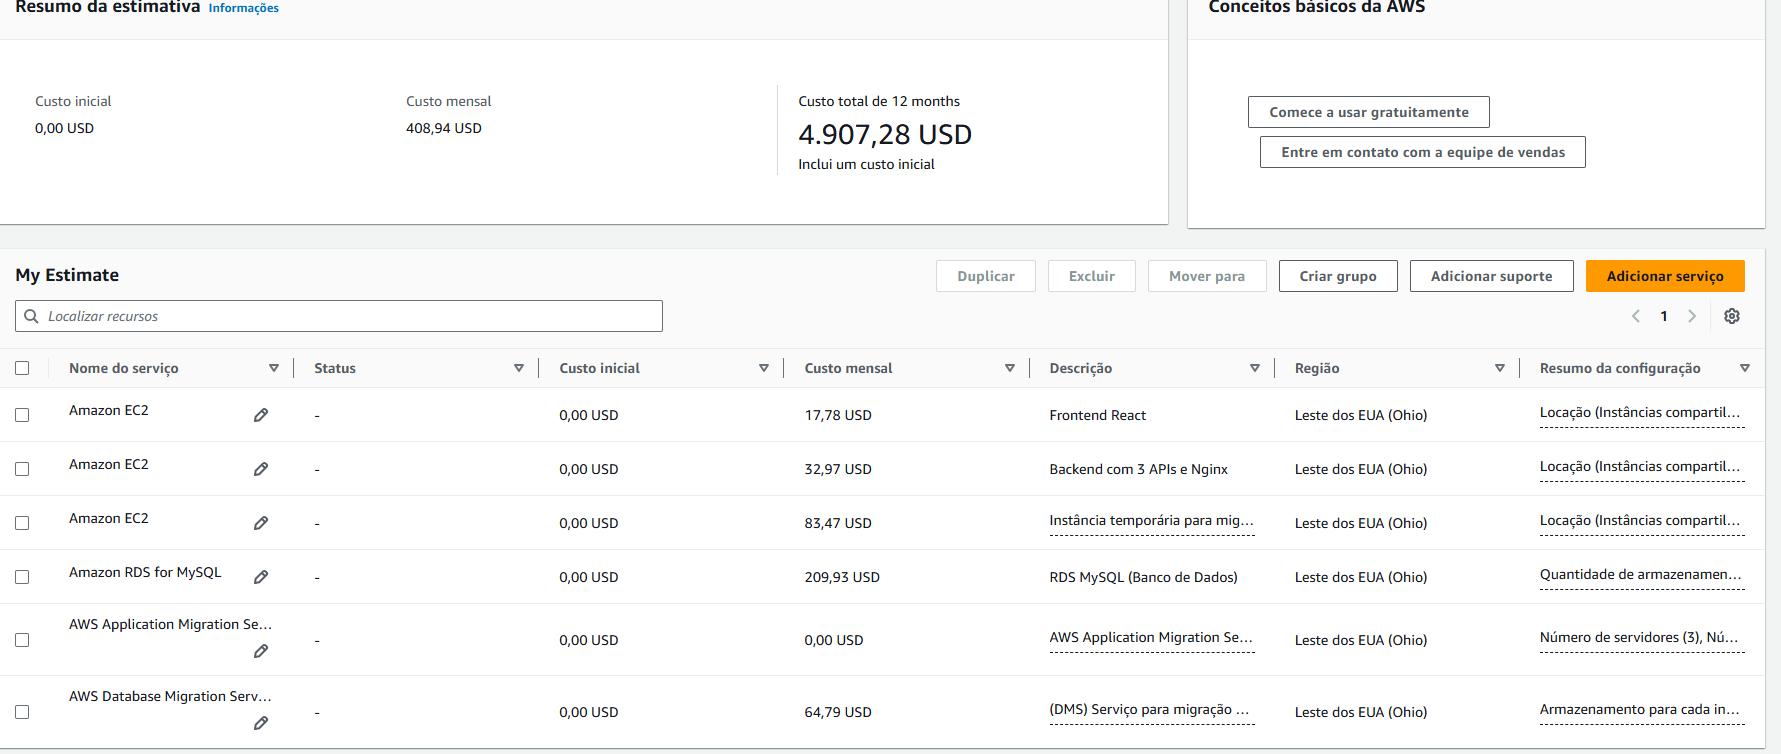 Resumo da estimativa Informações
Conceitos básicos da AWS
Custo inicial
0,00 USD
Custo mensal
408,94 USD
Custo total de 12 months
4.907,28 USD
Inclui um custo inicial
Comece a usar gratuitamente
Entre em contato com a equipe de vendas
My Estimate
Duplicar Excluir Mover para Criar grupo Adicionar suporte Adicionar serviço
Localizar recursos
1
Nome do serviço Status Custo inicial Custo mensal Descrição Região Resumo da configuração
Amazon EC2 - 0,00 USD 17,78 USD Frontend React Leste dos EUA (Ohio) Locação (Instâncias compartil...
Amazon EC2 - 0,00 USD 32,97 USD Backend com 3 APIs e Nginx Leste dos EUA (Ohio) Locação (Instâncias compartil...
Amazon EC2 - 0,00 USD 83,47 USD Instância temporária para mig... Leste dos EUA (Ohio) Locação (Instâncias compartil...
Amazon RDS for MySQL - 0,00 USD 209,93 USD RDS MySQL (Banco de Dados) Leste dos EUA (Ohio) Quantidade de armazenamen...
AWS Application Migration Se... - 0,00 USD 0,00 USD AWS Application Migration Se... Leste dos EUA (Ohio) Número de servidores (3), Nú...
AWS Database Migration Serv... - 0,00 USD 64,79 USD (DMS) Serviço para migração ... Leste dos EUA (Ohio) Armazenamento para cada in...